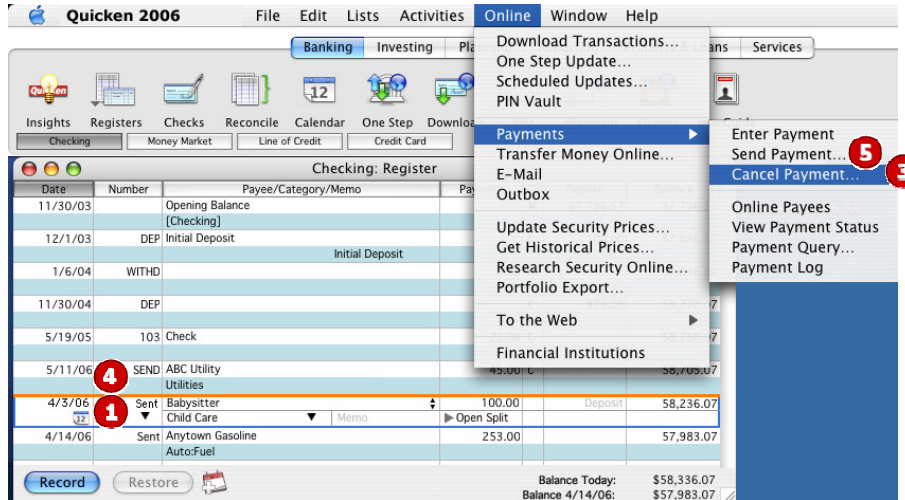 Quicken 2006 File Edit Lists Activities Online Window Help
Banking Investing Services
Download Transactions...
One Step Update...
Scheduled Updates...
PIN Vault
Payments
Transfer Money Online...
E-Mail
Outbox
Update Security Prices...
Get Historical Prices...
Research Security Online...
Portfolio Export...
To the Web
Financial Institutions
Enter Payment
Send Payment... 5
Cancel Payment...
Online Payees
View Payment Status
Payment Query...
Payment Log
Quicken 12
Insights Registers Checks Reconcile Calendar One Step
Checking Money Market Line of Credit Credit Card
Checking: Register
Date Number Payee/Category/Memo
11/30/03 Opening Balance
[Checking]
12/1/03 DEP Initial Deposit
Initial Deposit
1/6/04 WITHD
11/30/04 DEP
5/19/05 103 Check
5/11/06 4 SEND ABC Utility 45.00 C 58,705.07
Utilities
4/3/06 1 Sent Babysitter 100.00 Deposit 58,236.07
12 Child Care Memo Open Split
4/14/06 Sent Anytown Gasoline 253.00 57,983.07
Auto:Fuel
Record Restore Balance Today: $58,336.07
Balance 4/14/06: $57,983.07